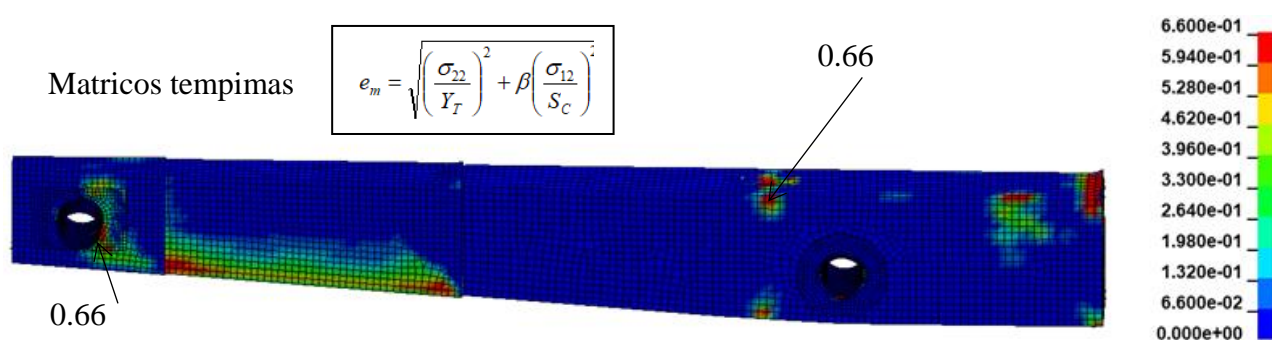 Matricos tempimas
e_m = √((σ_22/Y_T)^2 + β(σ_12/S_C)^2)
0.66
0.66
6.600e-01
5.940e-01
5.280e-01
4.620e-01
3.960e-01
3.300e-01
2.640e-01
1.980e-01
1.320e-01
6.600e-02
0.000e+00